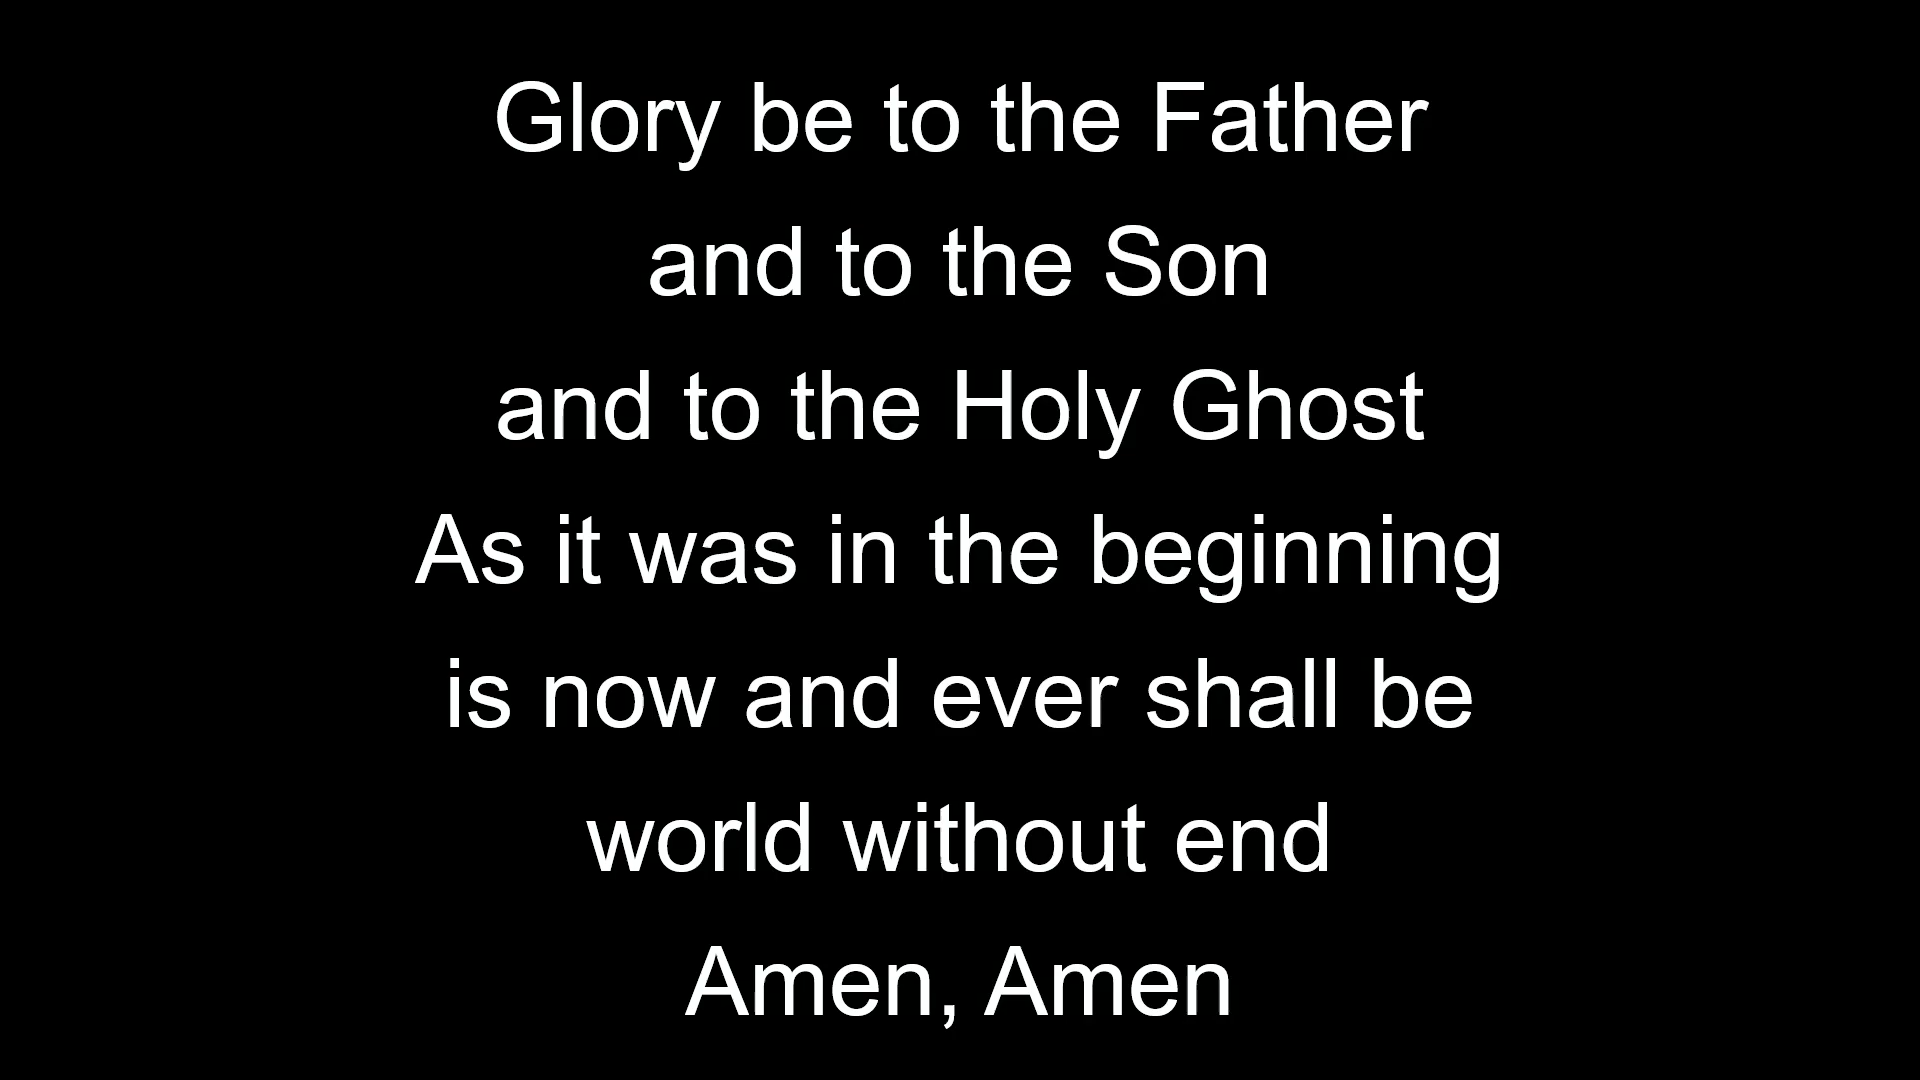 Glory be to the Father
and to the Son
and to the Holy Ghost
As it was in the beginning
is now and ever shall be
world without end
Amen, Amen